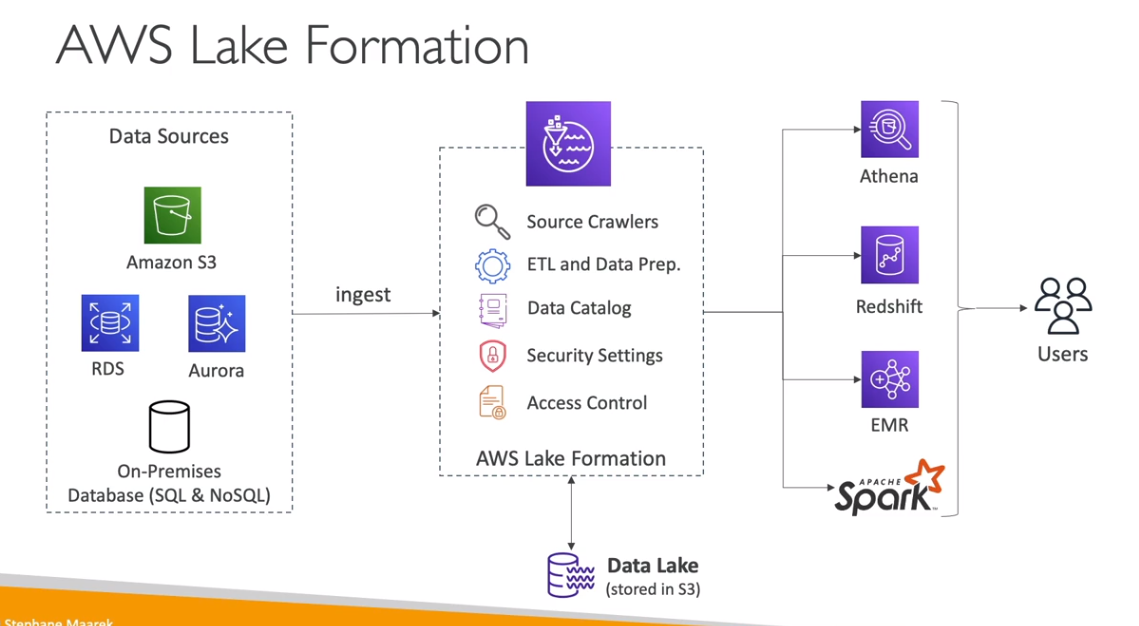 AWS Lake Formation
Data Sources
Amazon S3
RDS
Aurora
On-Premises
Database (SQL & NoSQL)
ingest
Source Crawlers
ETL and Data Prep.
Data Catalog
Security Settings
Access Control
AWS Lake Formation
Data Lake
(stored in S3)
Athena
Redshift
EMR
APACHE
Spark
Users
Stephane Maarek